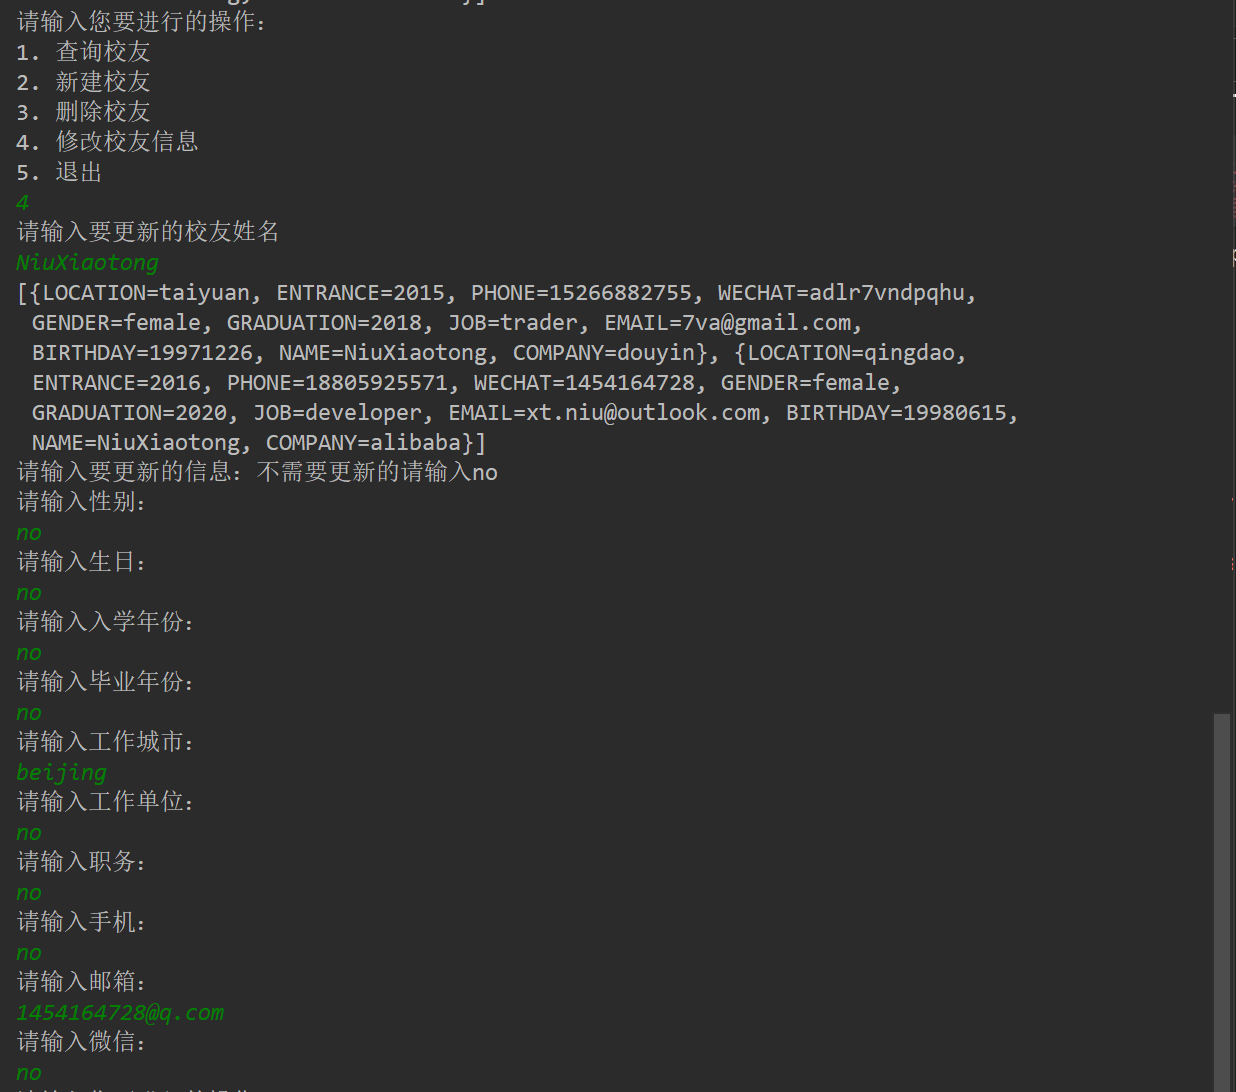 请输入您要进行的操作：
1. 查询校友
2. 新建校友
3. 删除校友
4. 修改校友信息
5. 退出
4
请输入要更新的校友姓名
NiuXiaotong
[{LOCATION=taiyuan, ENTRANCE=2015, PHONE=15266882755, WECHAT=adlr7vndpqhu,
GENDER=female, GRADUATION=2018, JOB=trader, EMAIL=7va@gmail.com,
BIRTHDAY=19971226, NAME=NiuXiaotong, COMPANY=douyin}, {LOCATION=qingdao,
ENTRANCE=2016, PHONE=18805925571, WECHAT=1454164728, GENDER=female,
GRADUATION=2020, JOB=developer, EMAIL=xt.niu@outlook.com, BIRTHDAY=19980615,
NAME=NiuXiaotong, COMPANY=alibaba}]
请输入要更新的信息：不需要更新的请输入no
请输入性别：
no
请输入生日：
no
请输入入学年份：
no
请输入毕业年份：
no
请输入工作城市：
beijing
请输入工作单位：
no
请输入职务：
no
请输入手机：
no
请输入邮箱：
1454164728@q.com
请输入微信：
no